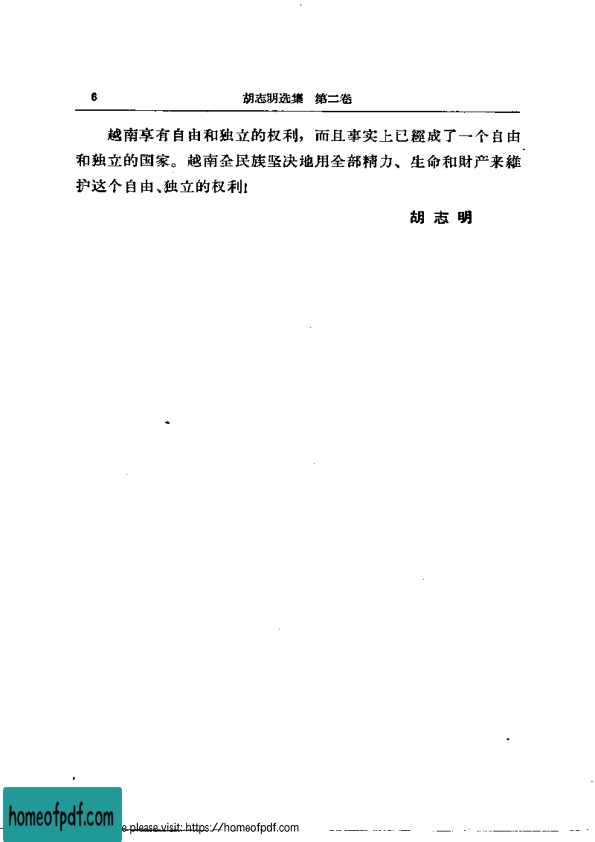 6
胡志明选集 第二卷
越南享有自由和独立的权利，而且事实上已經成了一个自由
和独立的国家。越南全民族坚决地用全部精力、生命和財产来維
护这个自由、独立的权利！
胡志明
homeofpdf.com
e please visit: https://homeofpdf.com